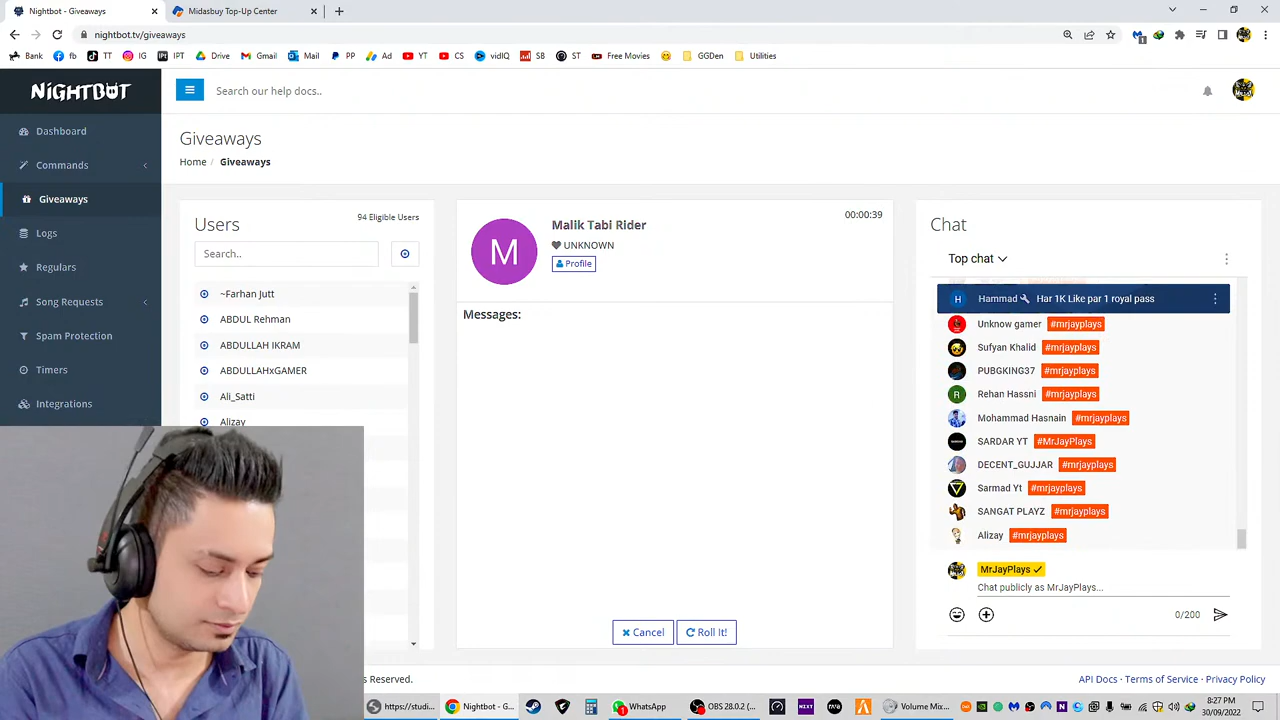 Nightbot - Giveaways
Midasbuy Top-Up Center
nightbot.tv/giveaways
Bank
fb
TT
IG
IPT
Drive
Gmail
Mail
PP
Ad
YT
CS
vidIQ
SB
ST
Free Movies
GGDen
Utilities
NIGHTBOT
Search our help docs..
Dashboard
Commands
Giveaways
Logs
Regulars
Song Requests
Spam Protection
Timers
Integrations
Giveaways
Home / Giveaways
Users
94 Eligible Users
Search..
~Farhan Jutt
ABDUL Rehman
ABDULLAH IKRAM
ABDULLAHxGAMER
Ali_Satti
Alizay
M
Malik Tabi Rider
00:00:39
UNKNOWN
Profile
Messages:
Cancel
Roll It!
Chat
Top chat
H Hammad Har 1K Like par 1 royal pass
Unknow gamer #mrjayplays
Sufyan Khalid #mrjayplays
PUBGKING37 #mrjayplays
R Rehan Hassni #mrjayplays
Mohammad Hasnain #mrjayplays
SARDAR YT #MrJayPlays
DECENT_GUJJAR #mrjayplays
Sarmad Yt #mrjayplays
SANGAT PLAYZ #mrjayplays
Alizay #mrjayplays
MrJayPlays
Chat publicly as MrJayPlays...
0/200
s Reserved.
API Docs · Terms of Service · Privacy Policy
https://studi...
Nightbot - G...
WhatsApp
OBS 28.0.2 (...
Volume Mix...
8:27 PM
30/09/2022